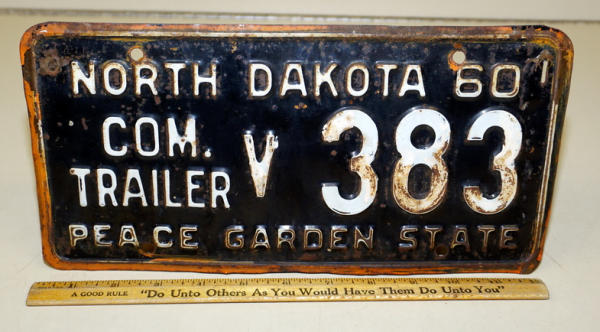 NORTH DAKOTA 60
COM. TRAILER V 383
PEACE GARDEN STATE
A GOOD RULE "Do Unto Others As You Would Have Them Do Unto You"